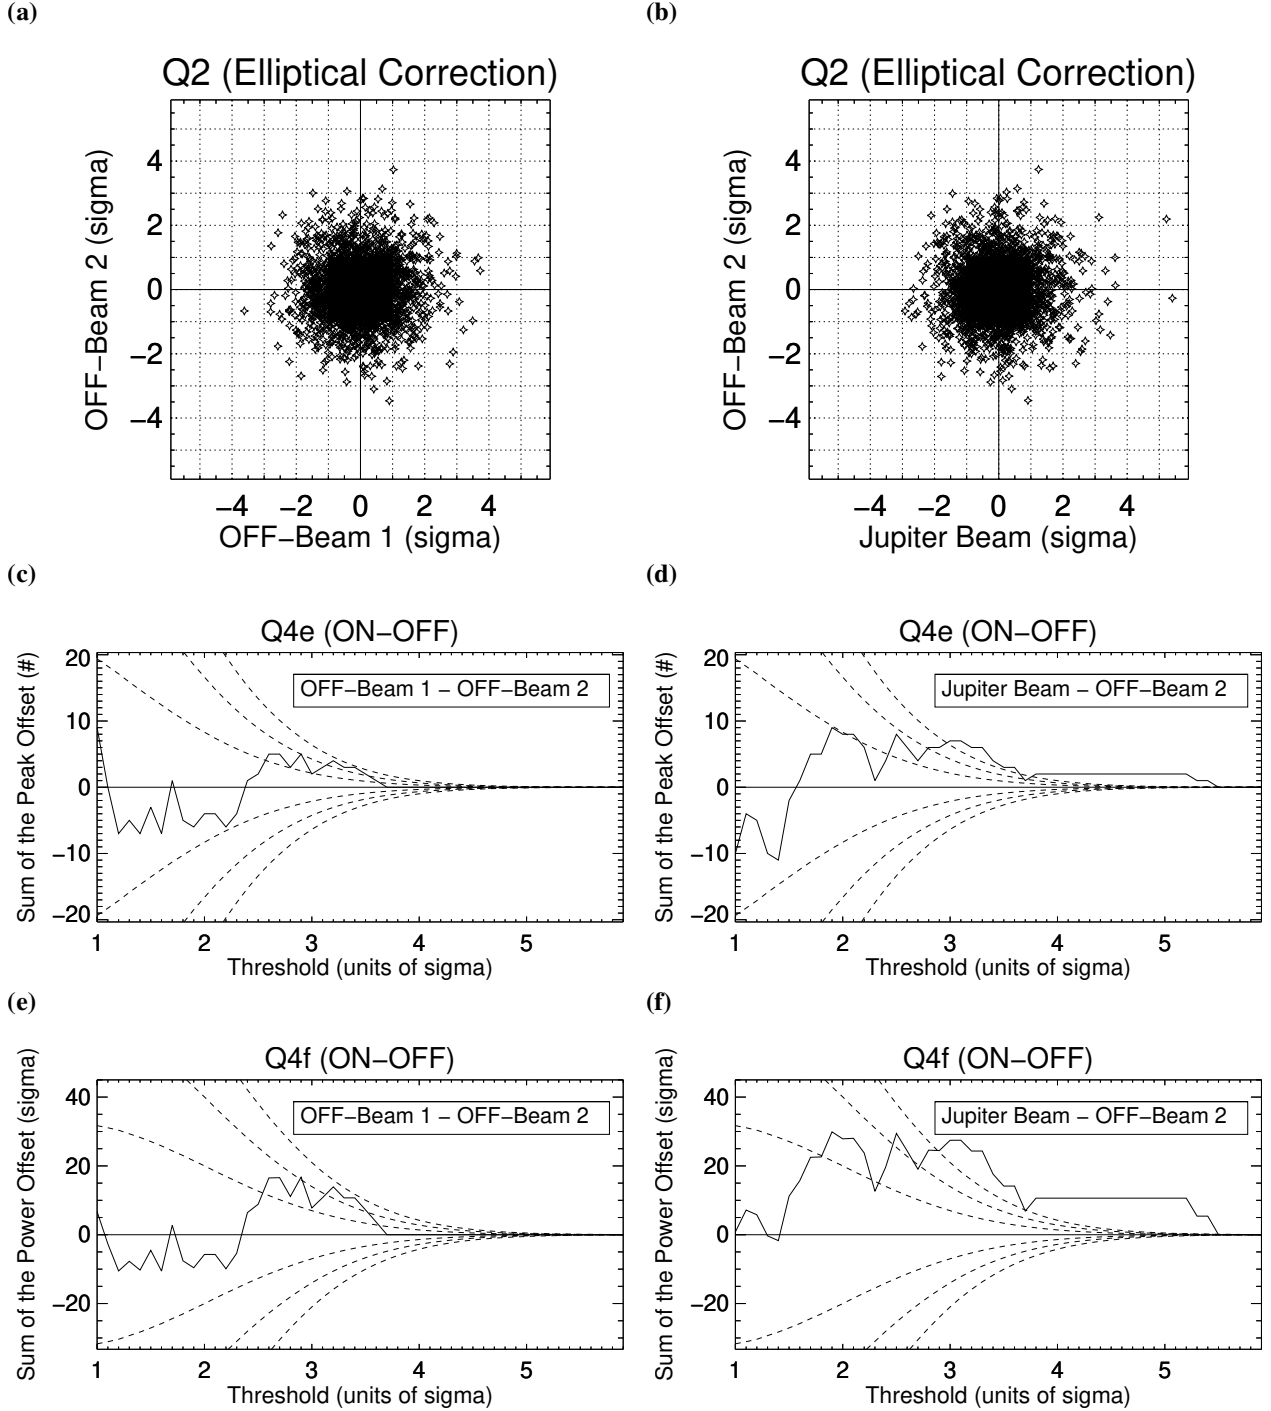 (a)
(b)
Q2 (Elliptical Correction)
OFF−Beam 2 (sigma)
4
2
0
−2
−4
−4 −2 0 2 4
OFF−Beam 1 (sigma)
Q2 (Elliptical Correction)
OFF−Beam 2 (sigma)
4
2
0
−2
−4
−4 −2 0 2 4
Jupiter Beam (sigma)
(c)
(d)
Q4e (ON−OFF)
Sum of the Peak Offset (#)
20
10
0
−10
−20
OFF−Beam 1 − OFF−Beam 2
1 2 3 4 5
Threshold (units of sigma)
Q4e (ON−OFF)
Sum of the Peak Offset (#)
20
10
0
−10
−20
Jupiter Beam − OFF−Beam 2
1 2 3 4 5
Threshold (units of sigma)
(e)
(f)
Q4f (ON−OFF)
Sum of the Power Offset (sigma)
40
20
0
−20
OFF−Beam 1 − OFF−Beam 2
1 2 3 4 5
Threshold (units of sigma)
Q4f (ON−OFF)
Sum of the Power Offset (sigma)
40
20
0
−20
Jupiter Beam − OFF−Beam 2
1 2 3 4 5
Threshold (units of sigma)